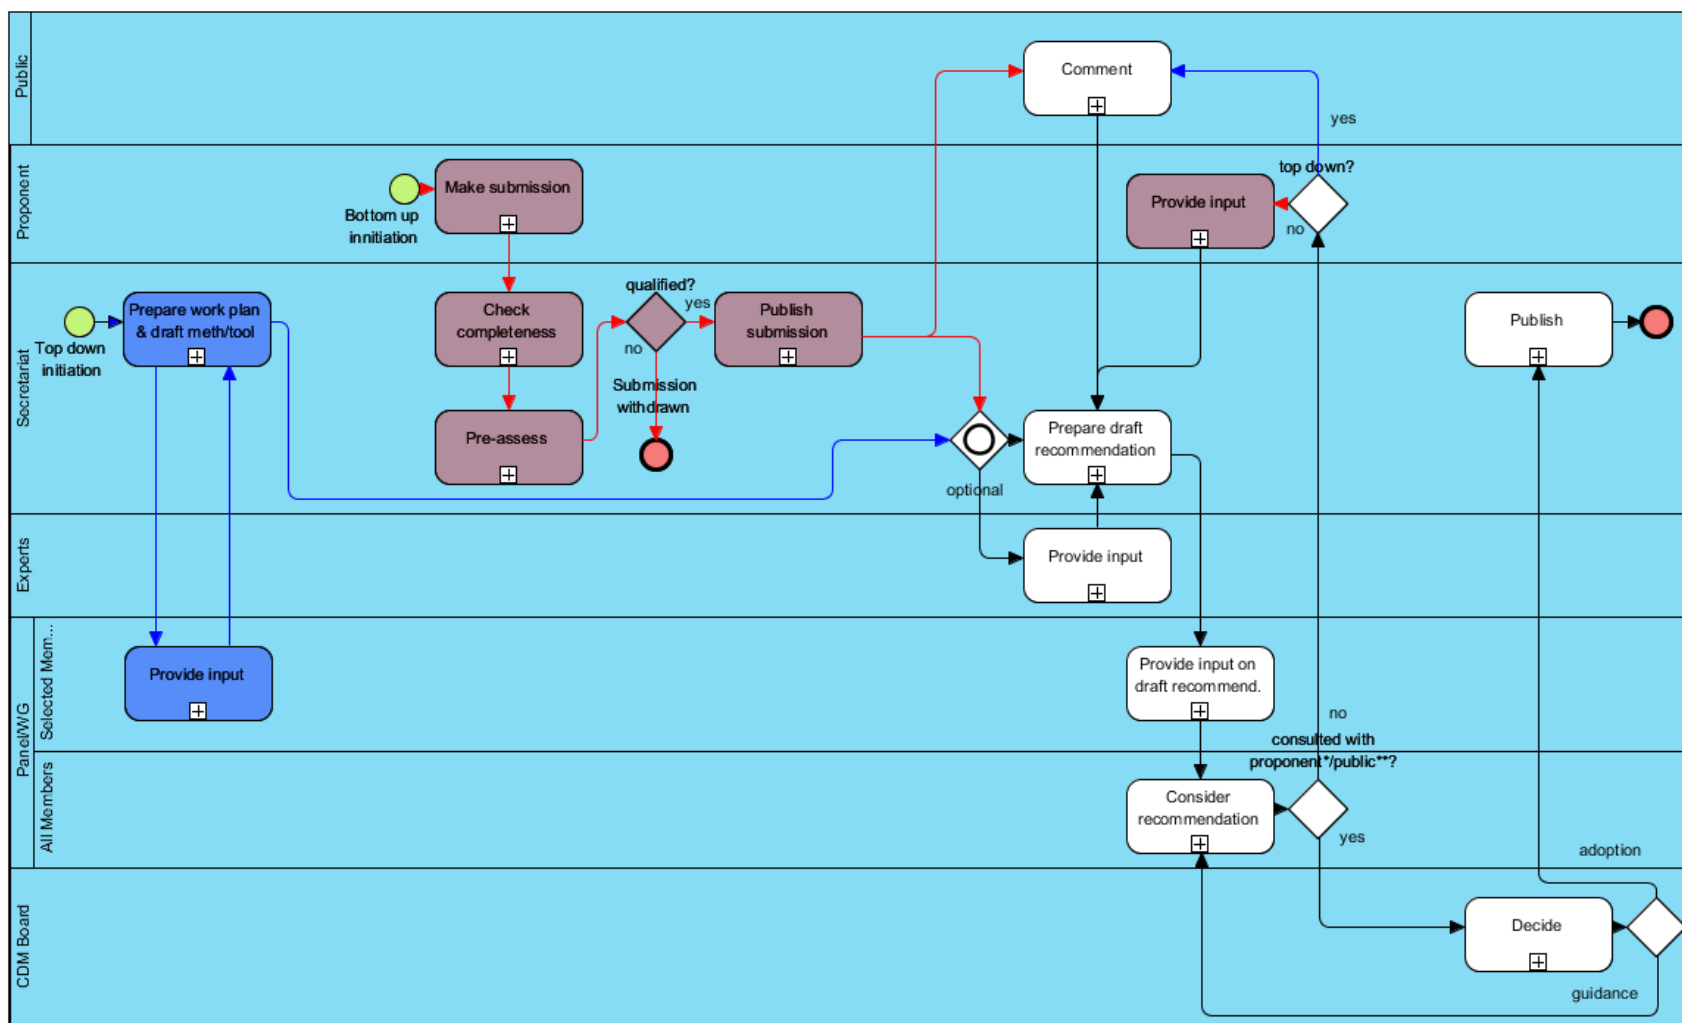 Public
Comment
yes
Proponent
Make submission
Bottom up
innitiation
top down?
Provide input
no
Secretariat
Top down
initiation
Prepare work plan
& draft meth/tool
Check
completeness
Pre-assess
qualified?
yes
no
Submission
withdrawn
Publish
submission
optional
Prepare draft
recommendation
Publish
Experts
Provide input
Panel/WG
Selected Mem...
Provide input
Provide input on
draft recommend.
no
consulted with
proponent*/public**?
All Members
Consider
recommendation
yes
adoption
CDM Board
Decide
guidance